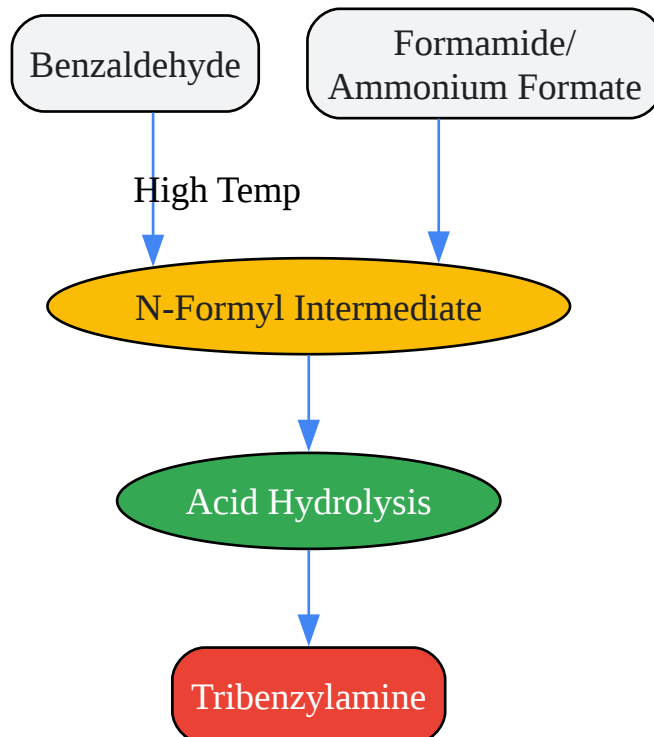 Benzaldehyde
Formamide/
Ammonium Formate
High Temp
N-Formyl Intermediate
Acid Hydrolysis
Tribenzylamine